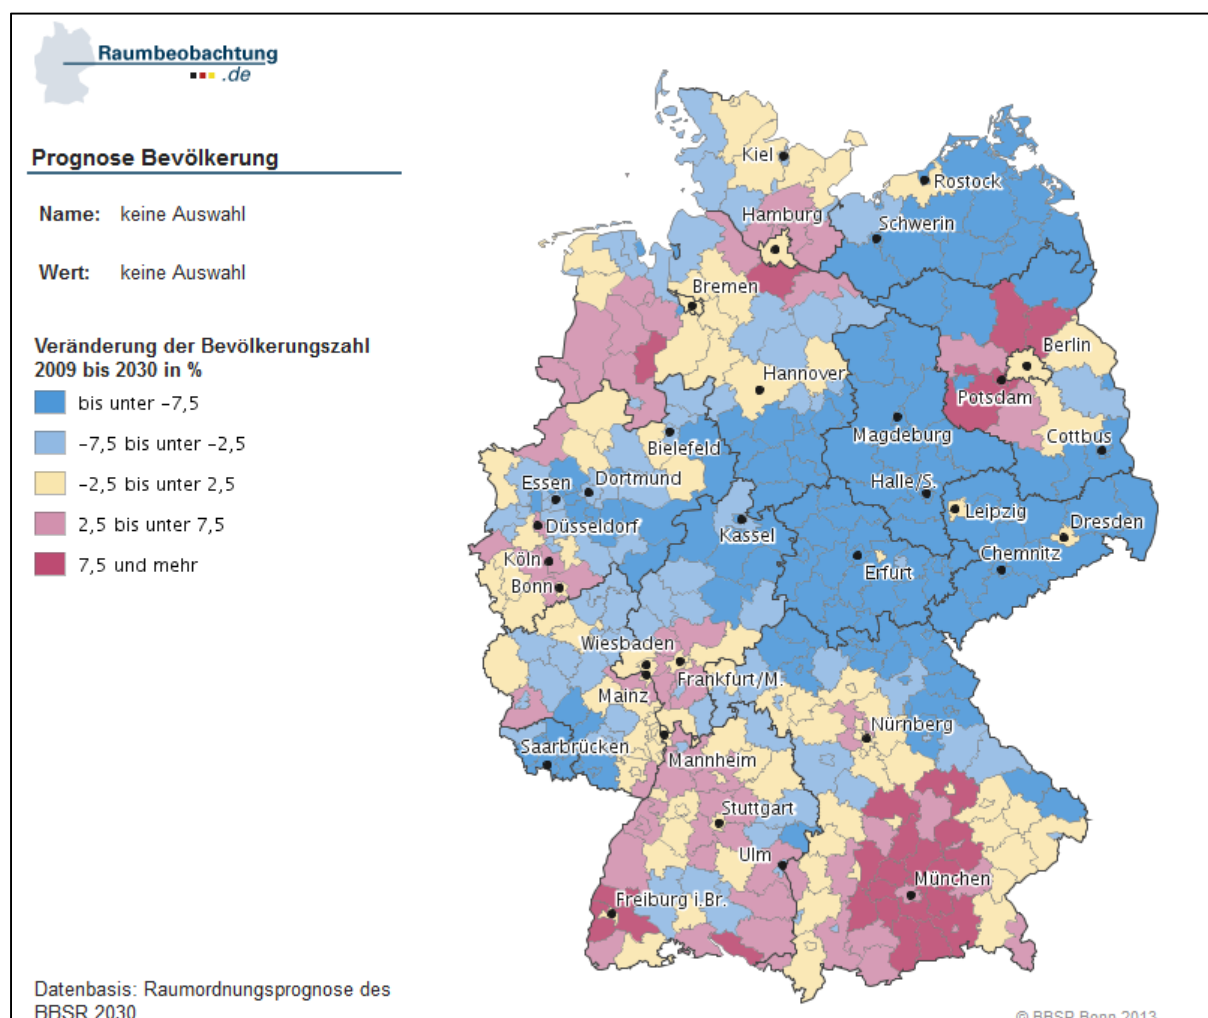 Raumbeobachtung
.de
Prognose Bevölkerung
Name: keine Auswahl
Wert: keine Auswahl
Veränderung der Bevölkerungszahl
2009 bis 2030 in %
bis unter −7,5
−7,5 bis unter −2,5
−2,5 bis unter 2,5
2,5 bis unter 7,5
7,5 und mehr
Kiel
Rostock
Hamburg
Schwerin
Bremen
Berlin
Hannover
Potsdam
Magdeburg
Bielefeld
Cottbus
Essen
Dortmund
Halle/S.
Leipzig
Düsseldorf
Kassel
Dresden
Köln
Chemnitz
Erfurt
Bonn
Wiesbaden
Frankfurt/M.
Mainz
Nürnberg
Saarbrücken
Mannheim
Stuttgart
Ulm
München
Freiburg i.Br.
Datenbasis: Raumordnungsprognose des
BBSR 2030
© BBSR Bonn 2013